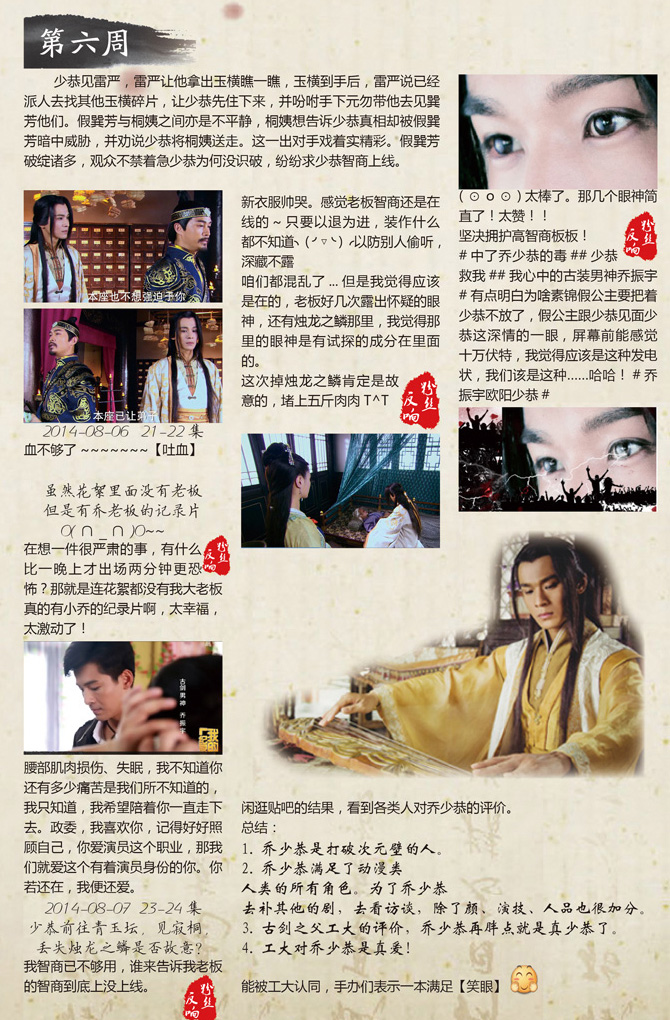 第六周
少恭见雷严，雷严让他拿出玉横瞧一瞧，玉横到手后，雷严说已经
派人去找其他玉横碎片，让少恭先住下来，并吩咐手下元勿带他去见巽
芳他们。假巽芳与桐姨之间亦是不平静，桐姨想告诉少恭真相却被假巽
芳暗中威胁，并劝说少恭将桐姨送走。这一出对手戏着实精彩。假巽芳
破绽诸多，观众不禁着急少恭为何没识破，纷纷求少恭智商上线。
本座也不想强迫于你
本座已让弟子
2014-08-06 21-22 集
血不够了 ~~~~~~~【吐血】
虽然花絮里面没有老板
但是有乔老板的记录片
O(∩_∩)O~~
在想一件很严肃的事，有什么
比一晚上才出场两分钟更恐
怖？那就是连花絮都没有我大老板
真的有小乔的纪录片啊，太幸福，
太激动了！
粉丝反响
古剑男神 乔振宇
腰部肌肉损伤、失眠，我不知道你
还有多少痛苦是我们所不知道的，
我只知道，我希望陪着你一直走下
去。政委，我喜欢你，记得好好照
顾自己，你爱演员这个职业，那我
们就爱这个有着演员身份的你。你
若还在，我便还爱。
2014-08-07 23-24 集
少恭前往青玉坛，见寂桐，
丢失烛龙之鳞是否故意？
我智商已不够用，谁来告诉我老板
的智商到底上没上线。
粉丝反响
新衣服帅哭。感觉老板智商还是在
线的 ~ 只要以退为进，装作什么
都不知道ヽ(ˊ▽ˋ)ノ以防别人偷听，
深藏不露
咱们都混乱了 ... 但是我觉得应该
是在的，老板好几次露出怀疑的眼
神，还有烛龙之鳞那里，我觉得那
里的眼神是有试探的成分在里面
的。
这次掉烛龙之鳞肯定是故
意的，堵上五斤肉肉 T^T
粉丝反响
( ⊙ o ⊙ ) 太棒了。那几个眼神简
直了！太赞！！
坚决拥护高智商板板！
# 中了乔少恭的毒 ## 少恭
救我 ## 我心中的古装男神乔振宇
# 有点明白为啥素锦假公主要把着
少恭不放了，假公主跟少恭见面少
恭这深情的一眼，屏幕前能感觉
十万伏特，我觉得应该是这种发电
状，我们该是这种......哈哈！ # 乔
振宇欧阳少恭 #
粉丝反响
闲逛贴吧的结果，看到各类人对乔少恭的评价。
总结：
1. 乔少恭是打破次元壁的人。
2. 乔少恭满足了动漫类
人类的所有角色。为了乔少恭
去补其他的剧，去看访谈，除了颜、演技、人品也很加分。
3. 古剑之父工大的评价，乔少恭再胖点就是真少恭了。
4. 工大对乔少恭是真爱！
能被工大认同，手办们表示一本满足【笑眼】